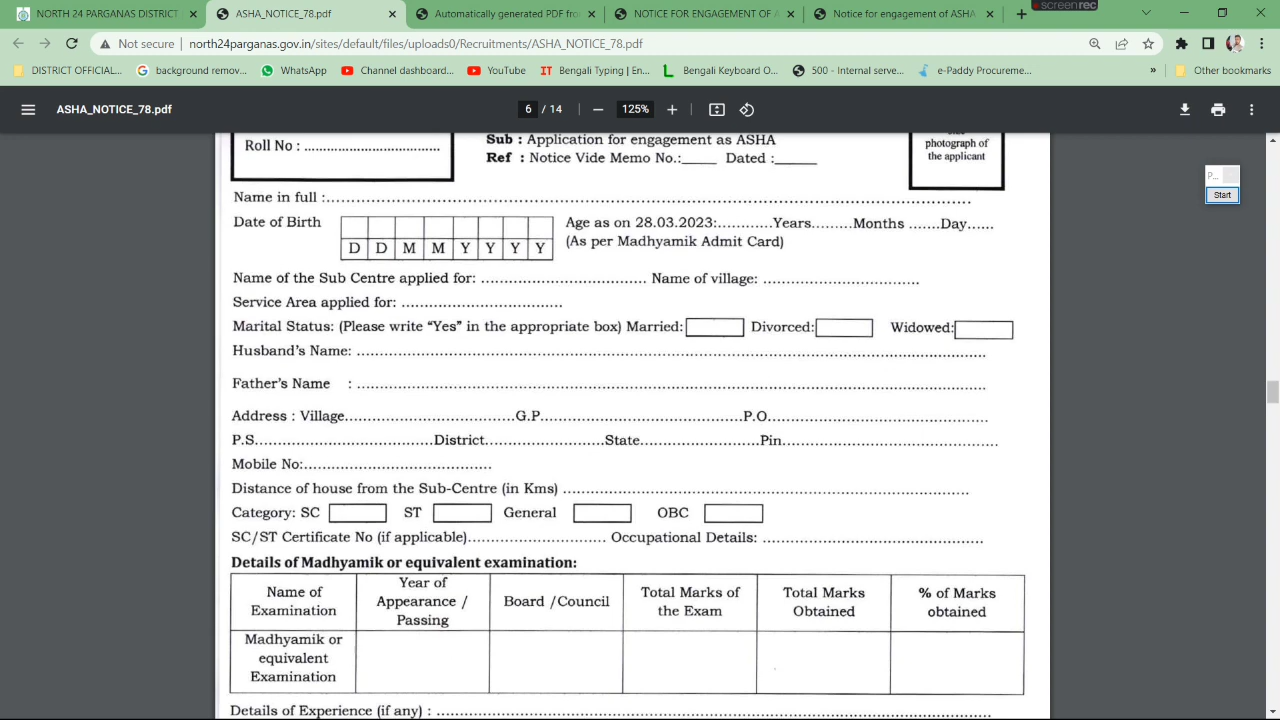 NORTH 24 PARGANAS DISTRICT
ASHA_NOTICE_78.pdf
Automatically generated PDF fro
NOTICE FOR ENGAGEMENT OF A
Notice for engagement of ASHA
screenrec
Not secure
north24parganas.gov.in/sites/default/files/uploads0/Recruitments/ASHA_NOTICE_78.pdf
DISTRICT OFFICIAL...
background remov...
WhatsApp
Channel dashboard...
YouTube
IT Bengali Typing | En...
Bengali Keyboard O...
500 - Internal serve...
e-Paddy Procureme...
»
Other bookmarks
ASHA_NOTICE_78.pdf
6 / 14
125%
Roll No : ..............................................
Sub : Application for engagement as ASHA
Ref : Notice Vide Memo No.:____ Dated :_____
photograph of
the applicant
P...
Start
Name in full :..............................................................................................................................
Date of Birth
D D M M Y Y Y Y
Age as on 28.03.2023:............Years.........Months .......Day......
(As per Madhyamik Admit Card)
Name of the Sub Centre applied for: .................................... Name of village: ..................................
Service Area applied for: ...................................
Marital Status: (Please write “Yes” in the appropriate box) Married: Divorced: Widowed:
Husband’s Name: ..........................................................................................................................
Father’s Name : ..........................................................................................................................
Address : Village.....................................G.P............................................P.O................................................
P.S.......................................District..........................State..........................Pin...............................................
Mobile No:.........................................
Distance of house from the Sub-Centre (in Kms) .......................................................................................
Category: SC ST General OBC
SC/ST Certificate No (if applicable).............................. Occupational Details: ................................................
Details of Madhyamik or equivalent examination:
Name of
Examination
Year of
Appearance /
Passing
Board /Council
Total Marks of
the Exam
Total Marks
Obtained
% of Marks
obtained
Madhyamik or
equivalent
Examination
Details of Experience (if any) : ........................................................................................................................